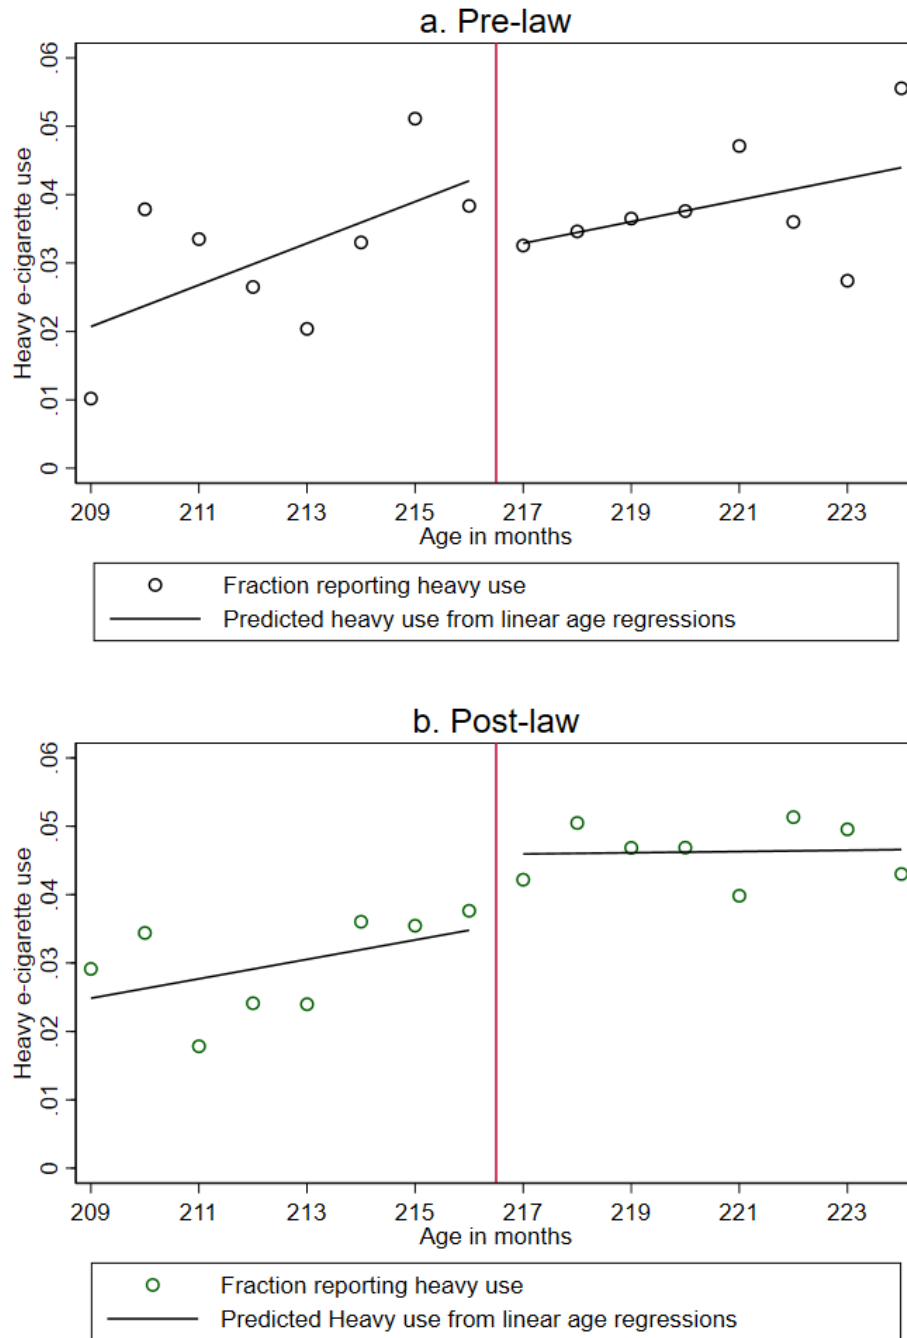 a. Pre-law
Heavy e-cigarette use
.06
.05
.04
.03
.02
.01
0
209 211 213 215 217 219 221 223
Age in months
Fraction reporting heavy use
Predicted heavy use from linear age regressions
b. Post-law
Heavy e-cigarette use
.06
.05
.04
.03
.02
.01
0
209 211 213 215 217 219 221 223
Age in months
Fraction reporting heavy use
Predicted Heavy use from linear age regressions